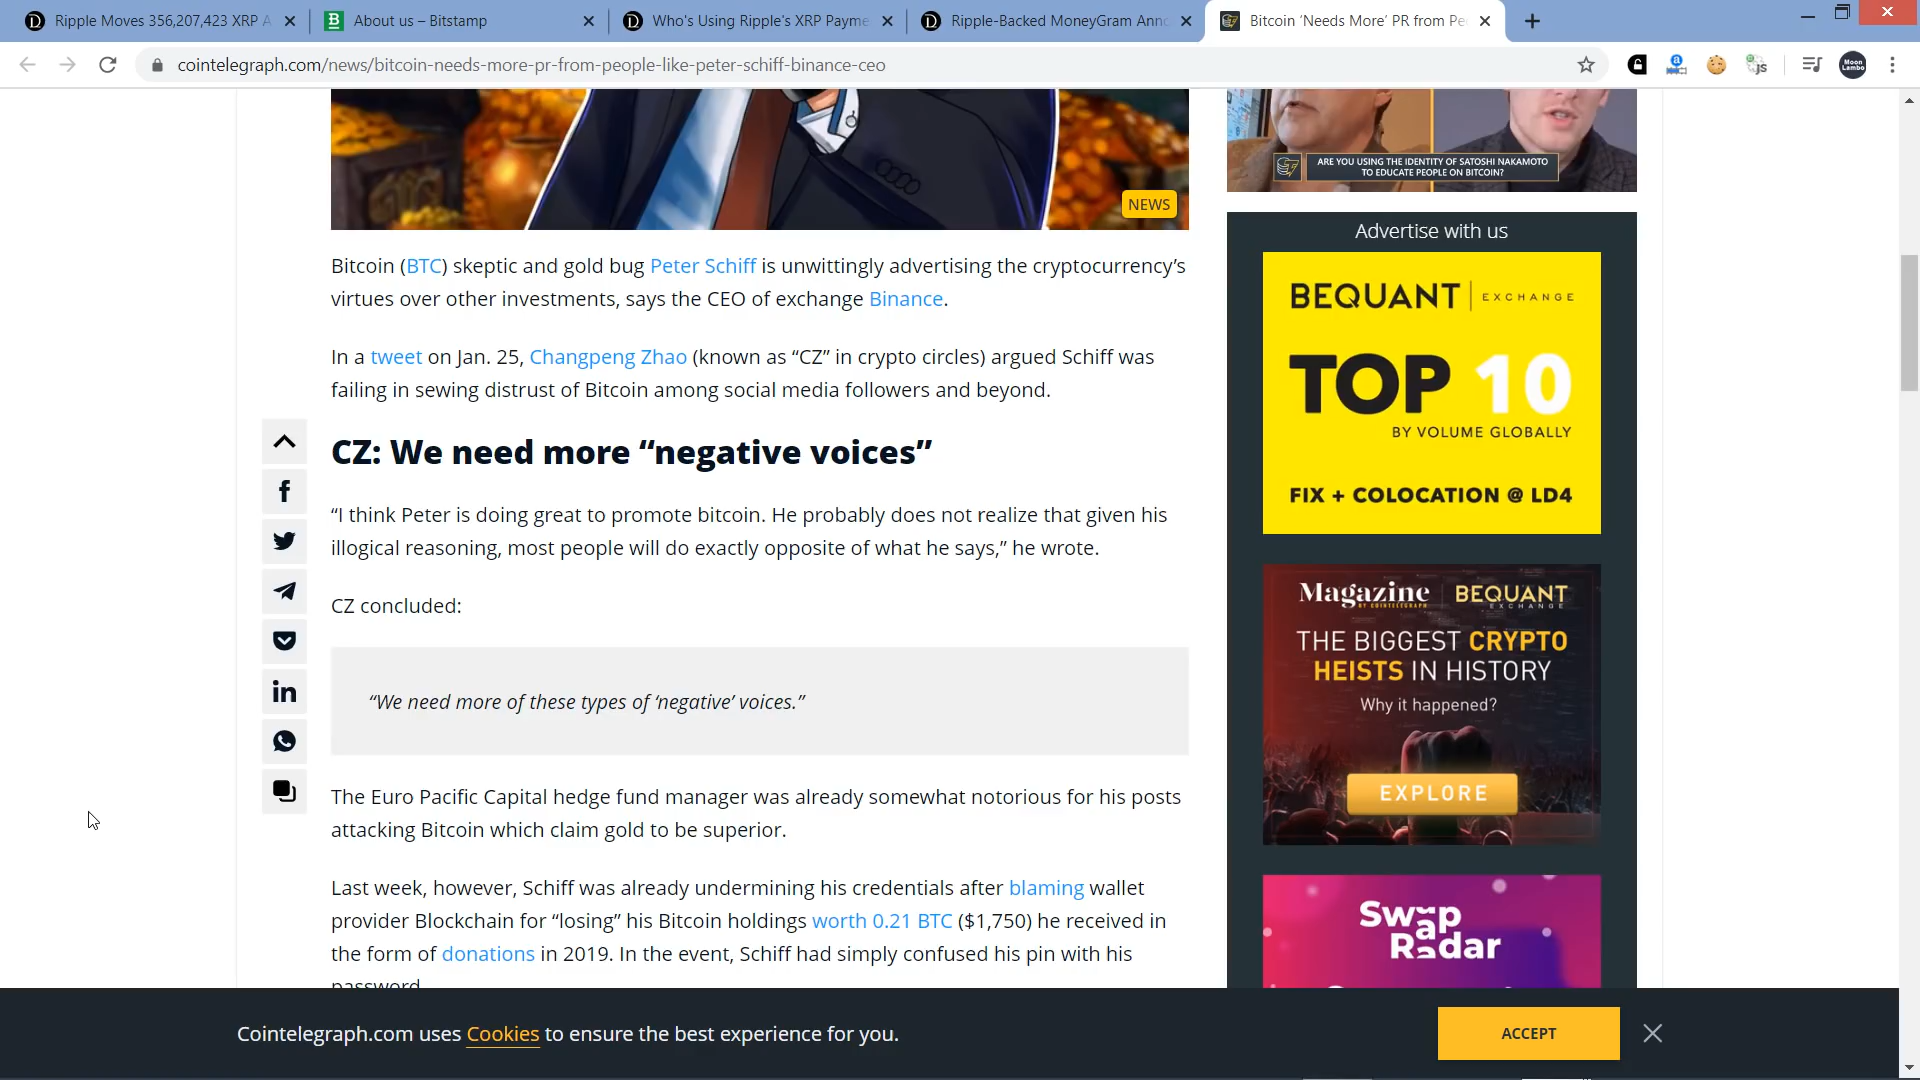 Ripple Moves 356,207,423 XRP A
About us – Bitstamp
Who's Using Ripple's XRP Payme
Ripple-Backed MoneyGram Anno
Bitcoin ‘Needs More’ PR from Pe
cointelegraph.com/news/bitcoin-needs-more-pr-from-people-like-peter-schiff-binance-ceo
Moon
Lambo
NEWS
Bitcoin (BTC) skeptic and gold bug Peter Schiff is unwittingly advertising the cryptocurrency’s
virtues over other investments, says the CEO of exchange Binance.
In a tweet on Jan. 25, Changpeng Zhao (known as “CZ” in crypto circles) argued Schiff was
failing in sewing distrust of Bitcoin among social media followers and beyond.
CZ: We need more “negative voices”
“I think Peter is doing great to promote bitcoin. He probably does not realize that given his
illogical reasoning, most people will do exactly opposite of what he says,” he wrote.
CZ concluded:
“We need more of these types of ‘negative’ voices.”
The Euro Pacific Capital hedge fund manager was already somewhat notorious for his posts
attacking Bitcoin which claim gold to be superior.
Last week, however, Schiff was already undermining his credentials after blaming wallet
provider Blockchain for “losing” his Bitcoin holdings worth 0.21 BTC ($1,750) he received in
the form of donations in 2019. In the event, Schiff had simply confused his pin with his
password.
ARE YOU USING THE IDENTITY OF SATOSHI NAKAMOTO
TO EDUCATE PEOPLE ON BITCOIN?
Advertise with us
BEQUANT | EXCHANGE
TOP 10
BY VOLUME GLOBALLY
FIX + COLOCATION @ LD4
Magazine BY COINTELEGRAPH | BEQUANT EXCHANGE
THE BIGGEST CRYPTO
HEISTS IN HISTORY
Why it happened?
EXPLORE
Swap
Radar
Cointelegraph.com uses Cookies to ensure the best experience for you.
ACCEPT